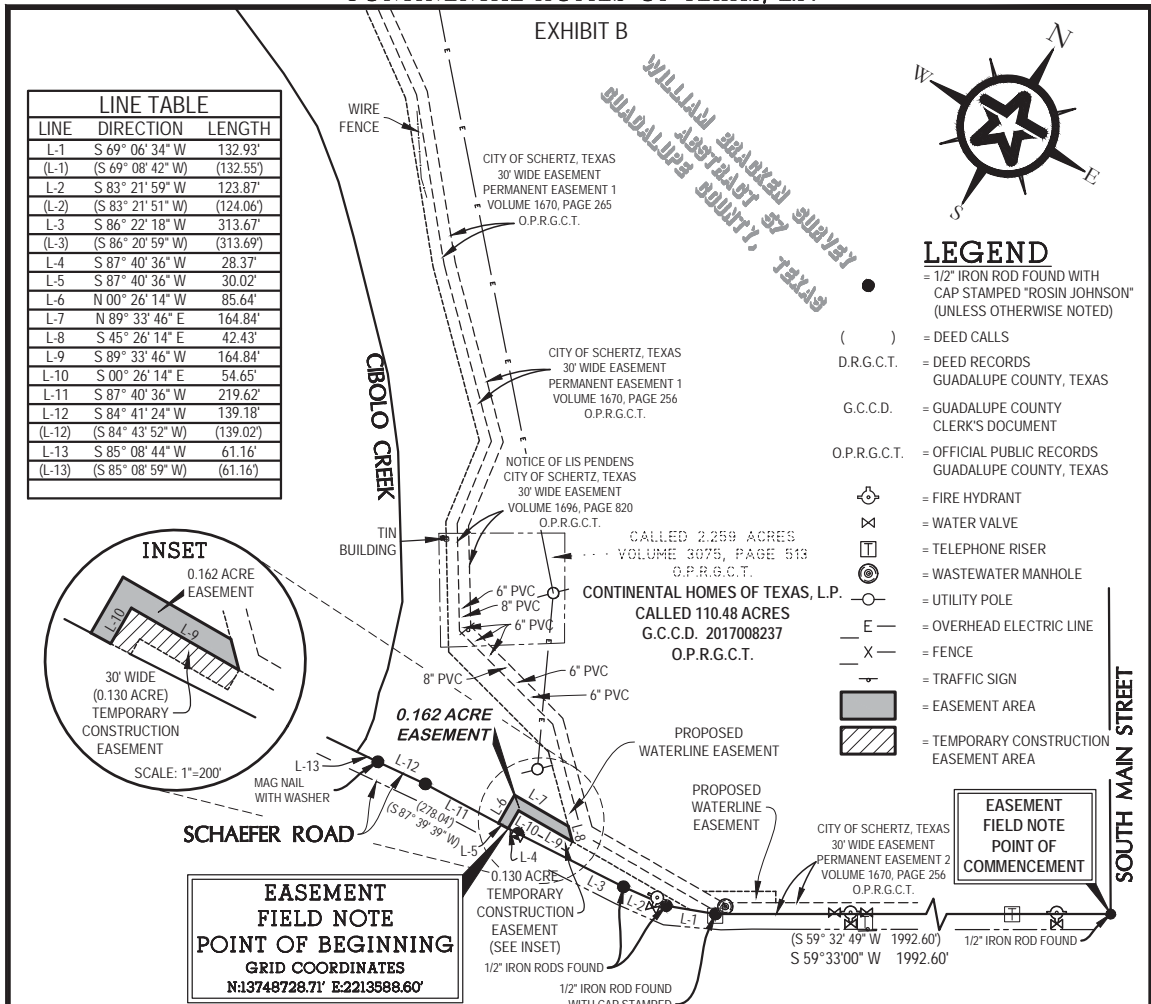 CONTINENTAL HOMES OF TEXAS, L.P.
EXHIBIT B
LINE TABLE
LINE DIRECTION LENGTH
L-1 S 69° 06' 34" W 132.93'
(L-1) (S 69° 08' 42" W) (132.55')
L-2 S 83° 21' 59" W 123.87'
(L-2) (S 83° 21' 51" W) (124.06')
L-3 S 86° 22' 18" W 313.67'
(L-3) (S 86° 20' 59" W) (313.69')
L-4 S 87° 40' 36" W 28.37'
L-5 S 87° 40' 36" W 30.02'
L-6 N 00° 26' 14" W 85.64'
L-7 N 89° 33' 46" E 164.84'
L-8 S 45° 26' 14" E 42.43'
L-9 S 89° 33' 46" W 164.84'
L-10 S 00° 26' 14" E 54.65'
L-11 S 87° 40' 36" W 219.62'
L-12 S 84° 41' 24" W 139.18'
(L-12) (S 84° 43' 52" W) (139.02')
L-13 S 85° 08' 44" W 61.16'
(L-13) (S 85° 08' 59" W) (61.16')
WIRE
FENCE
CITY OF SCHERTZ, TEXAS
30' WIDE EASEMENT
PERMANENT EASEMENT 1
VOLUME 1670, PAGE 265
O.P.R.G.C.T.
WILLIAM BRACKEN SURVEY
ABSTRACT 57
GUADALUPE COUNTY, TEXAS
N
W
E
S
LEGEND
= 1/2" IRON ROD FOUND WITH
CAP STAMPED "ROSIN JOHNSON"
(UNLESS OTHERWISE NOTED)
( ) = DEED CALLS
D.R.G.C.T. = DEED RECORDS
GUADALUPE COUNTY, TEXAS
G.C.C.D. = GUADALUPE COUNTY
CLERK'S DOCUMENT
O.P.R.G.C.T. = OFFICIAL PUBLIC RECORDS
GUADALUPE COUNTY, TEXAS
= FIRE HYDRANT
= WATER VALVE
T = TELEPHONE RISER
= WASTEWATER MANHOLE
= UTILITY POLE
E = OVERHEAD ELECTRIC LINE
X = FENCE
= TRAFFIC SIGN
= EASEMENT AREA
= TEMPORARY CONSTRUCTION
EASEMENT AREA
CIBOLO CREEK
CITY OF SCHERTZ, TEXAS
30' WIDE EASEMENT
PERMANENT EASEMENT 1
VOLUME 1670, PAGE 256
O.P.R.G.C.T.
NOTICE OF LIS PENDENS
CITY OF SCHERTZ, TEXAS
30' WIDE EASEMENT
VOLUME 1696, PAGE 820
O.P.R.G.C.T.
TIN
BUILDING
CALLED 2.259 ACRES
VOLUME 3075, PAGE 513
O.P.R.G.C.T.
CONTINENTAL HOMES OF TEXAS, L.P.
CALLED 110.48 ACRES
G.C.C.D. 2017008237
O.P.R.G.C.T.
6" PVC
8" PVC
6" PVC
8" PVC
6" PVC
6" PVC
INSET
0.162 ACRE
EASEMENT
L-10
L-9
30' WIDE
(0.130 ACRE)
TEMPORARY
CONSTRUCTION
EASEMENT
SCALE: 1"=200'
0.162 ACRE
EASEMENT
PROPOSED
WATERLINE EASEMENT
PROPOSED
WATERLINE
EASEMENT
L-13
MAG NAIL
WITH WASHER
L-12
L-11
(278.04')
(S 87° 39' 39" W)
L-6
L-7
L-8
L-10
L-9
L-5
L-4
L-3
L-2
L-1
SCHAEFER ROAD
0.130 ACRE
TEMPORARY
CONSTRUCTION
EASEMENT
(SEE INSET)
EASEMENT
FIELD NOTE
POINT OF BEGINNING
GRID COORDINATES
N:13748728.71' E:2213588.60'
1/2" IRON RODS FOUND
1/2" IRON ROD FOUND
WITH CAP STAMPED
CITY OF SCHERTZ, TEXAS
30' WIDE EASEMENT
PERMANENT EASEMENT 2
VOLUME 1670, PAGE 256
O.P.R.G.C.T.
T
T
(S 59° 32' 49" W 1992.60')
S 59°33'00" W 1992.60'
EASEMENT
FIELD NOTE
POINT OF
COMMENCEMENT
1/2" IRON ROD FOUND
SOUTH MAIN STREET